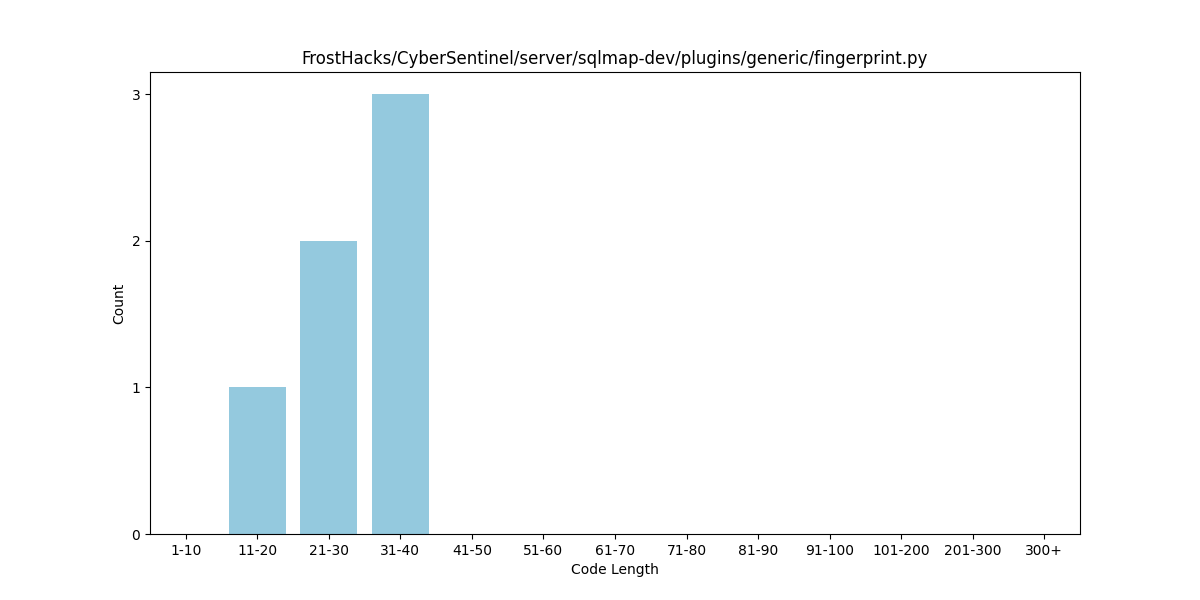 FrostHacks/CyberSentinel/server/sqlmap-dev/plugins/generic/fingerprint.py
3
2
1
0
Count
1-10 11-20 21-30 31-40 41-50 51-60 61-70 71-80 81-90 91-100 101-200 201-300 300+
Code Length